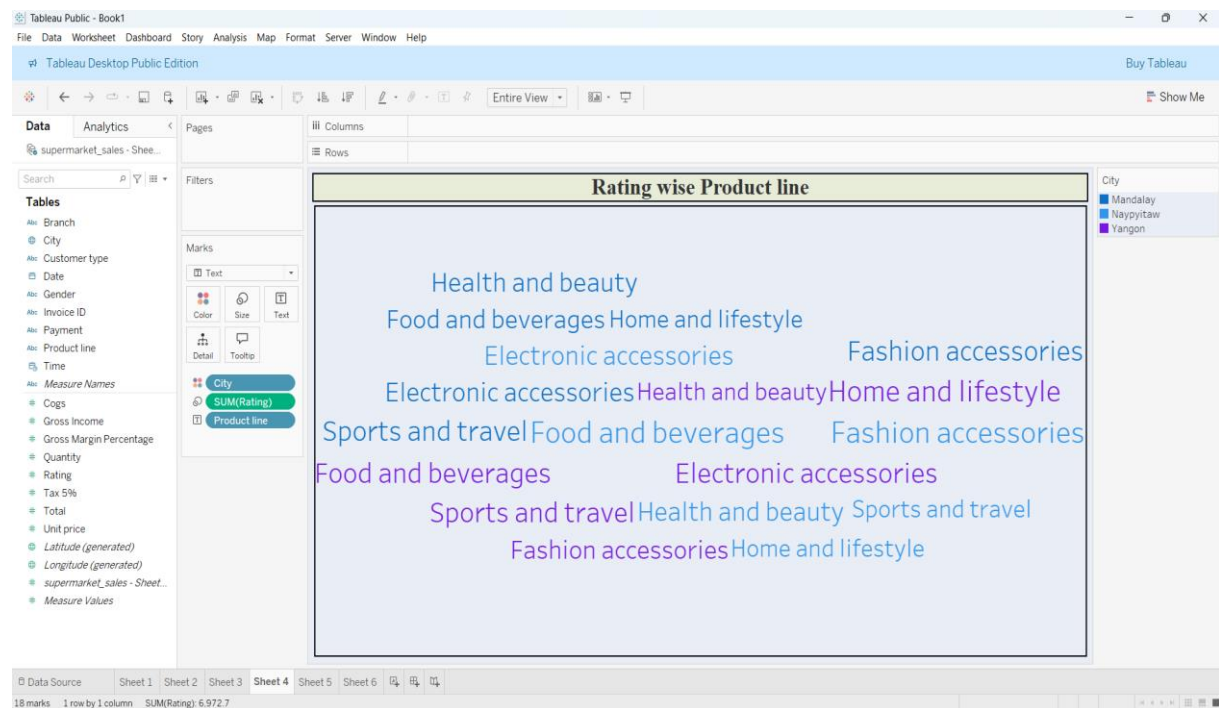 Tableau Public - Book1
File Data Worksheet Dashboard Story Analysis Map Format Server Window Help
Tableau Desktop Public Edition Buy Tableau
Entire View Show Me
Data Analytics
supermarket_sales - Shee...
Search
Tables
Abc Branch
City
Abc Customer type
Date
Abc Gender
Abc Invoice ID
Abc Payment
Abc Product line
Time
Abc Measure Names
# Cogs
# Gross Income
# Gross Margin Percentage
# Quantity
# Rating
# Tax 5%
# Total
# Unit price
Latitude (generated)
Longitude (generated)
# supermarket_sales - Sheet...
# Measure Values
Pages
Filters
Marks
T Text
Color Size T Text
Detail Tooltip
City
SUM(Rating)
T Product line
iii Columns
Rows
Rating wise Product line
Health and beauty
Food and beverages Home and lifestyle
Electronic accessories Fashion accessories
Electronic accessories Health and beauty Home and lifestyle
Sports and travel Food and beverages Fashion accessories
Food and beverages Electronic accessories
Sports and travel Health and beauty Sports and travel
Fashion accessories Home and lifestyle
City
Mandalay
Naypyitaw
Yangon
Data Source Sheet 1 Sheet 2 Sheet 3 Sheet 4 Sheet 5 Sheet 6
18 marks 1 row by 1 column SUM(Rating): 6,972.7